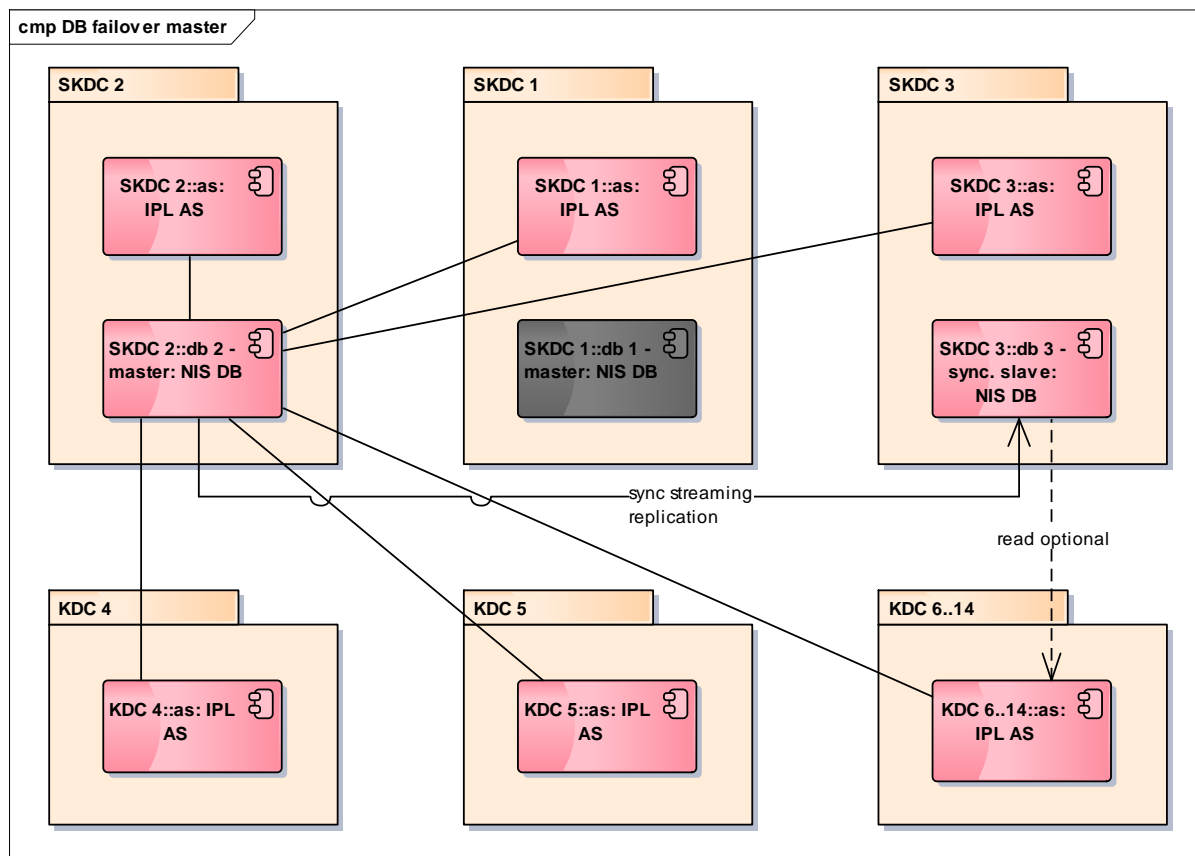 cmp DB failover master
SKDC 2
SKDC 1
SKDC 3
SKDC 2::as:
IPL AS
SKDC 1::as:
IPL AS
SKDC 3::as:
IPL AS
SKDC 2::db 2 -
master: NIS DB
SKDC 1::db 1 -
master: NIS DB
SKDC 3::db 3 -
sync. slave:
NIS DB
sync streaming
replication
read optional
KDC 4
KDC 5
KDC 6..14
KDC 4::as: IPL
AS
KDC 5::as: IPL
AS
KDC 6..14::as:
IPL AS